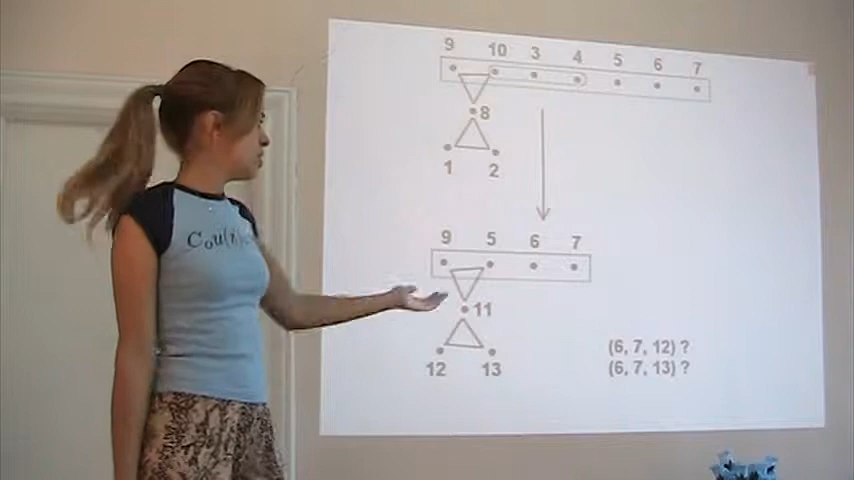 9 10 3 4 5 6 7
8
1 2
9 5 6 7
11
12 13
(6, 7, 12) ?
(6, 7, 13) ?